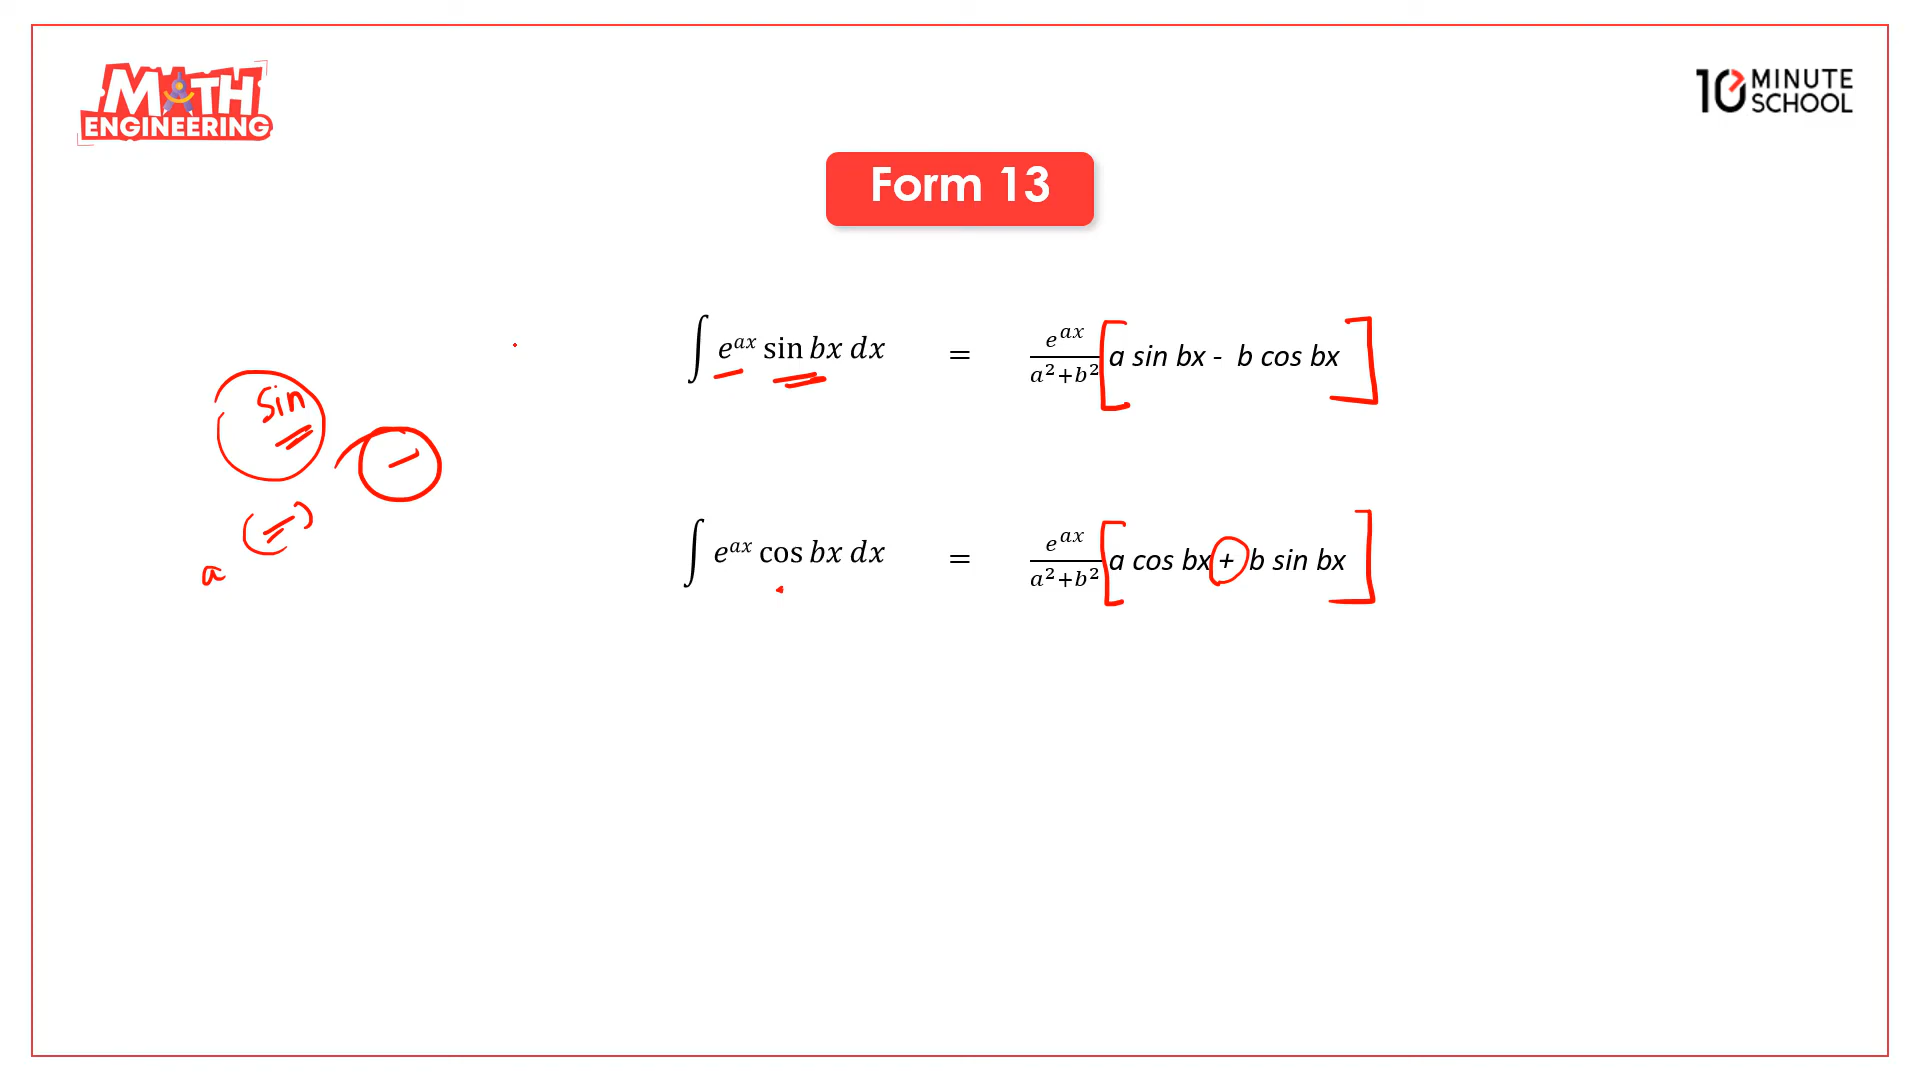 MATH
ENGINEERING
10 MINUTE
SCHOOL
Form 13
∫ e^{ax} sin bx dx = e^{ax}/(a²+b²) [a sin bx - b cos bx]
sin
−
a
∫ e^{ax} cos bx dx = e^{ax}/(a²+b²) [a cos bx + b sin bx]